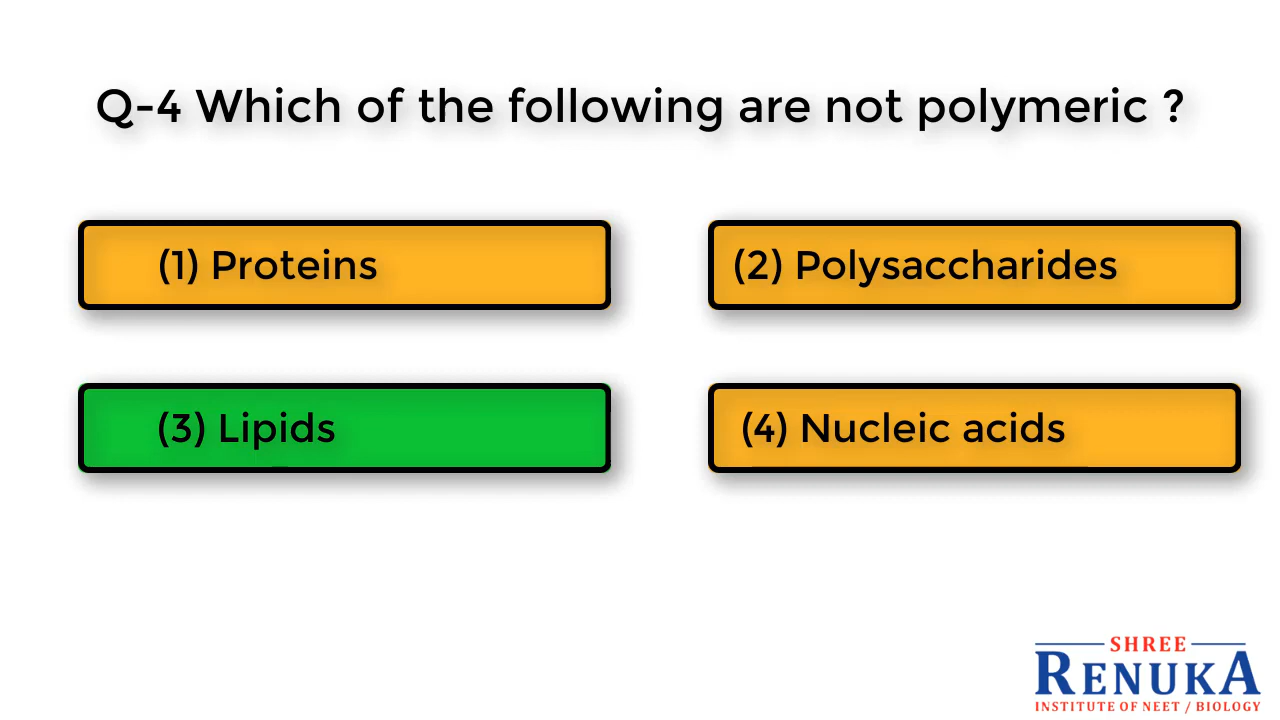 Q-4 Which of the following are not polymeric ?
(1) Proteins
(2) Polysaccharides
(3) Lipids
(4) Nucleic acids
SHREE
RENUKA
INSTITUTE OF NEET / BIOLOGY